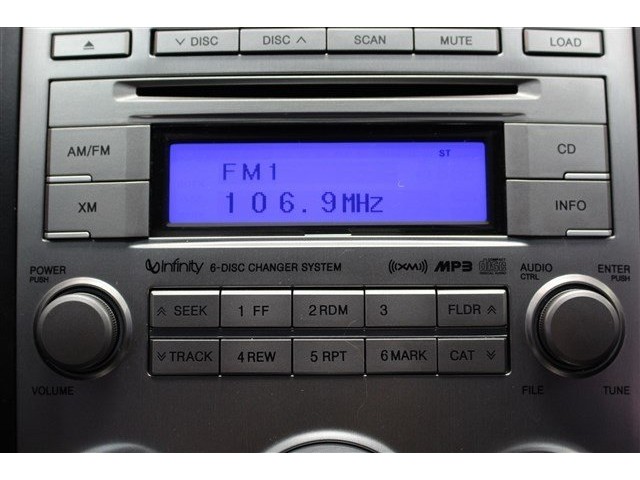 ∨ DISC DISC ∧ SCAN MUTE LOAD
AM/FM
ST
CD
FM1
XM
106.9MHz
INFO
Infinity 6-DISC CHANGER SYSTEM ((XM)) MP3
POWER
PUSH
AUDIO
CTRL
ENTER
PUSH
SEEK 1 FF 2 RDM 3 FLDR
TRACK 4 REW 5 RPT 6 MARK CAT
VOLUME
FILE
TUNE